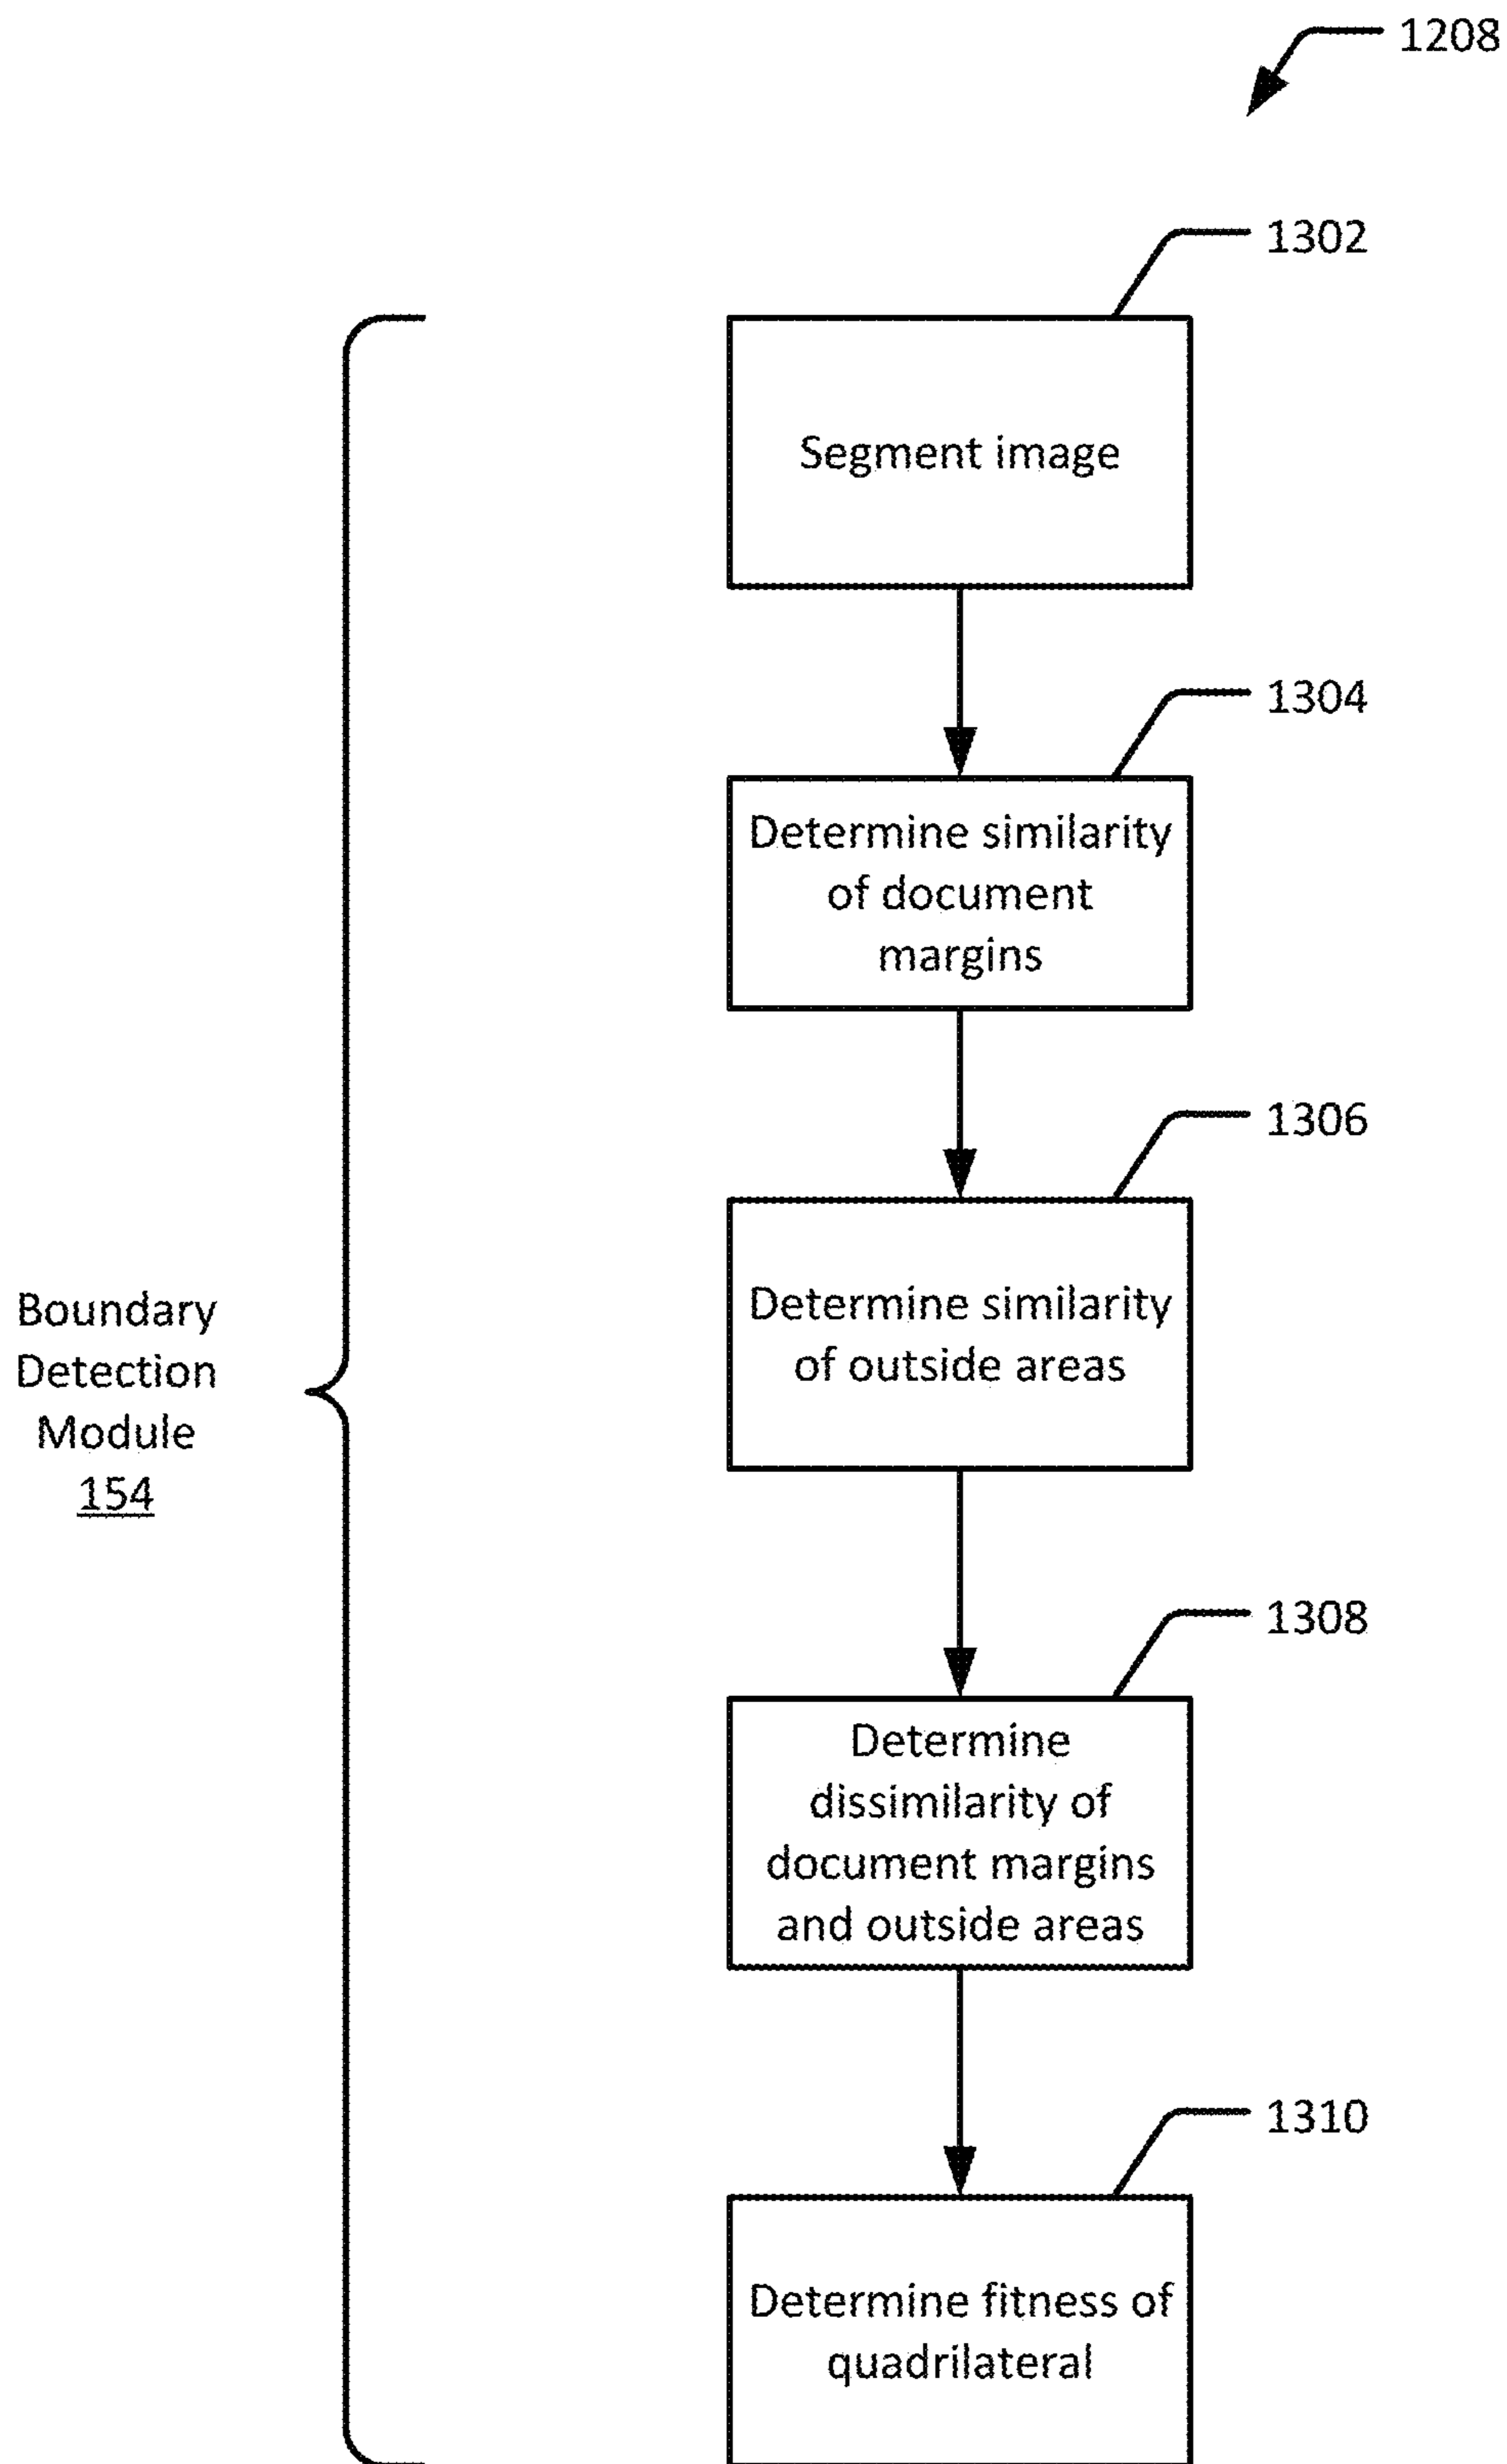 1208
1302
Segment image
1304
Determine similarity
of document
margins
1306
Determine similarity
of outside areas
Boundary
Detection
Module
154
1308
Determine
dissimilarity of
document margins
and outside areas
1310
Determine fitness of
quadrilateral